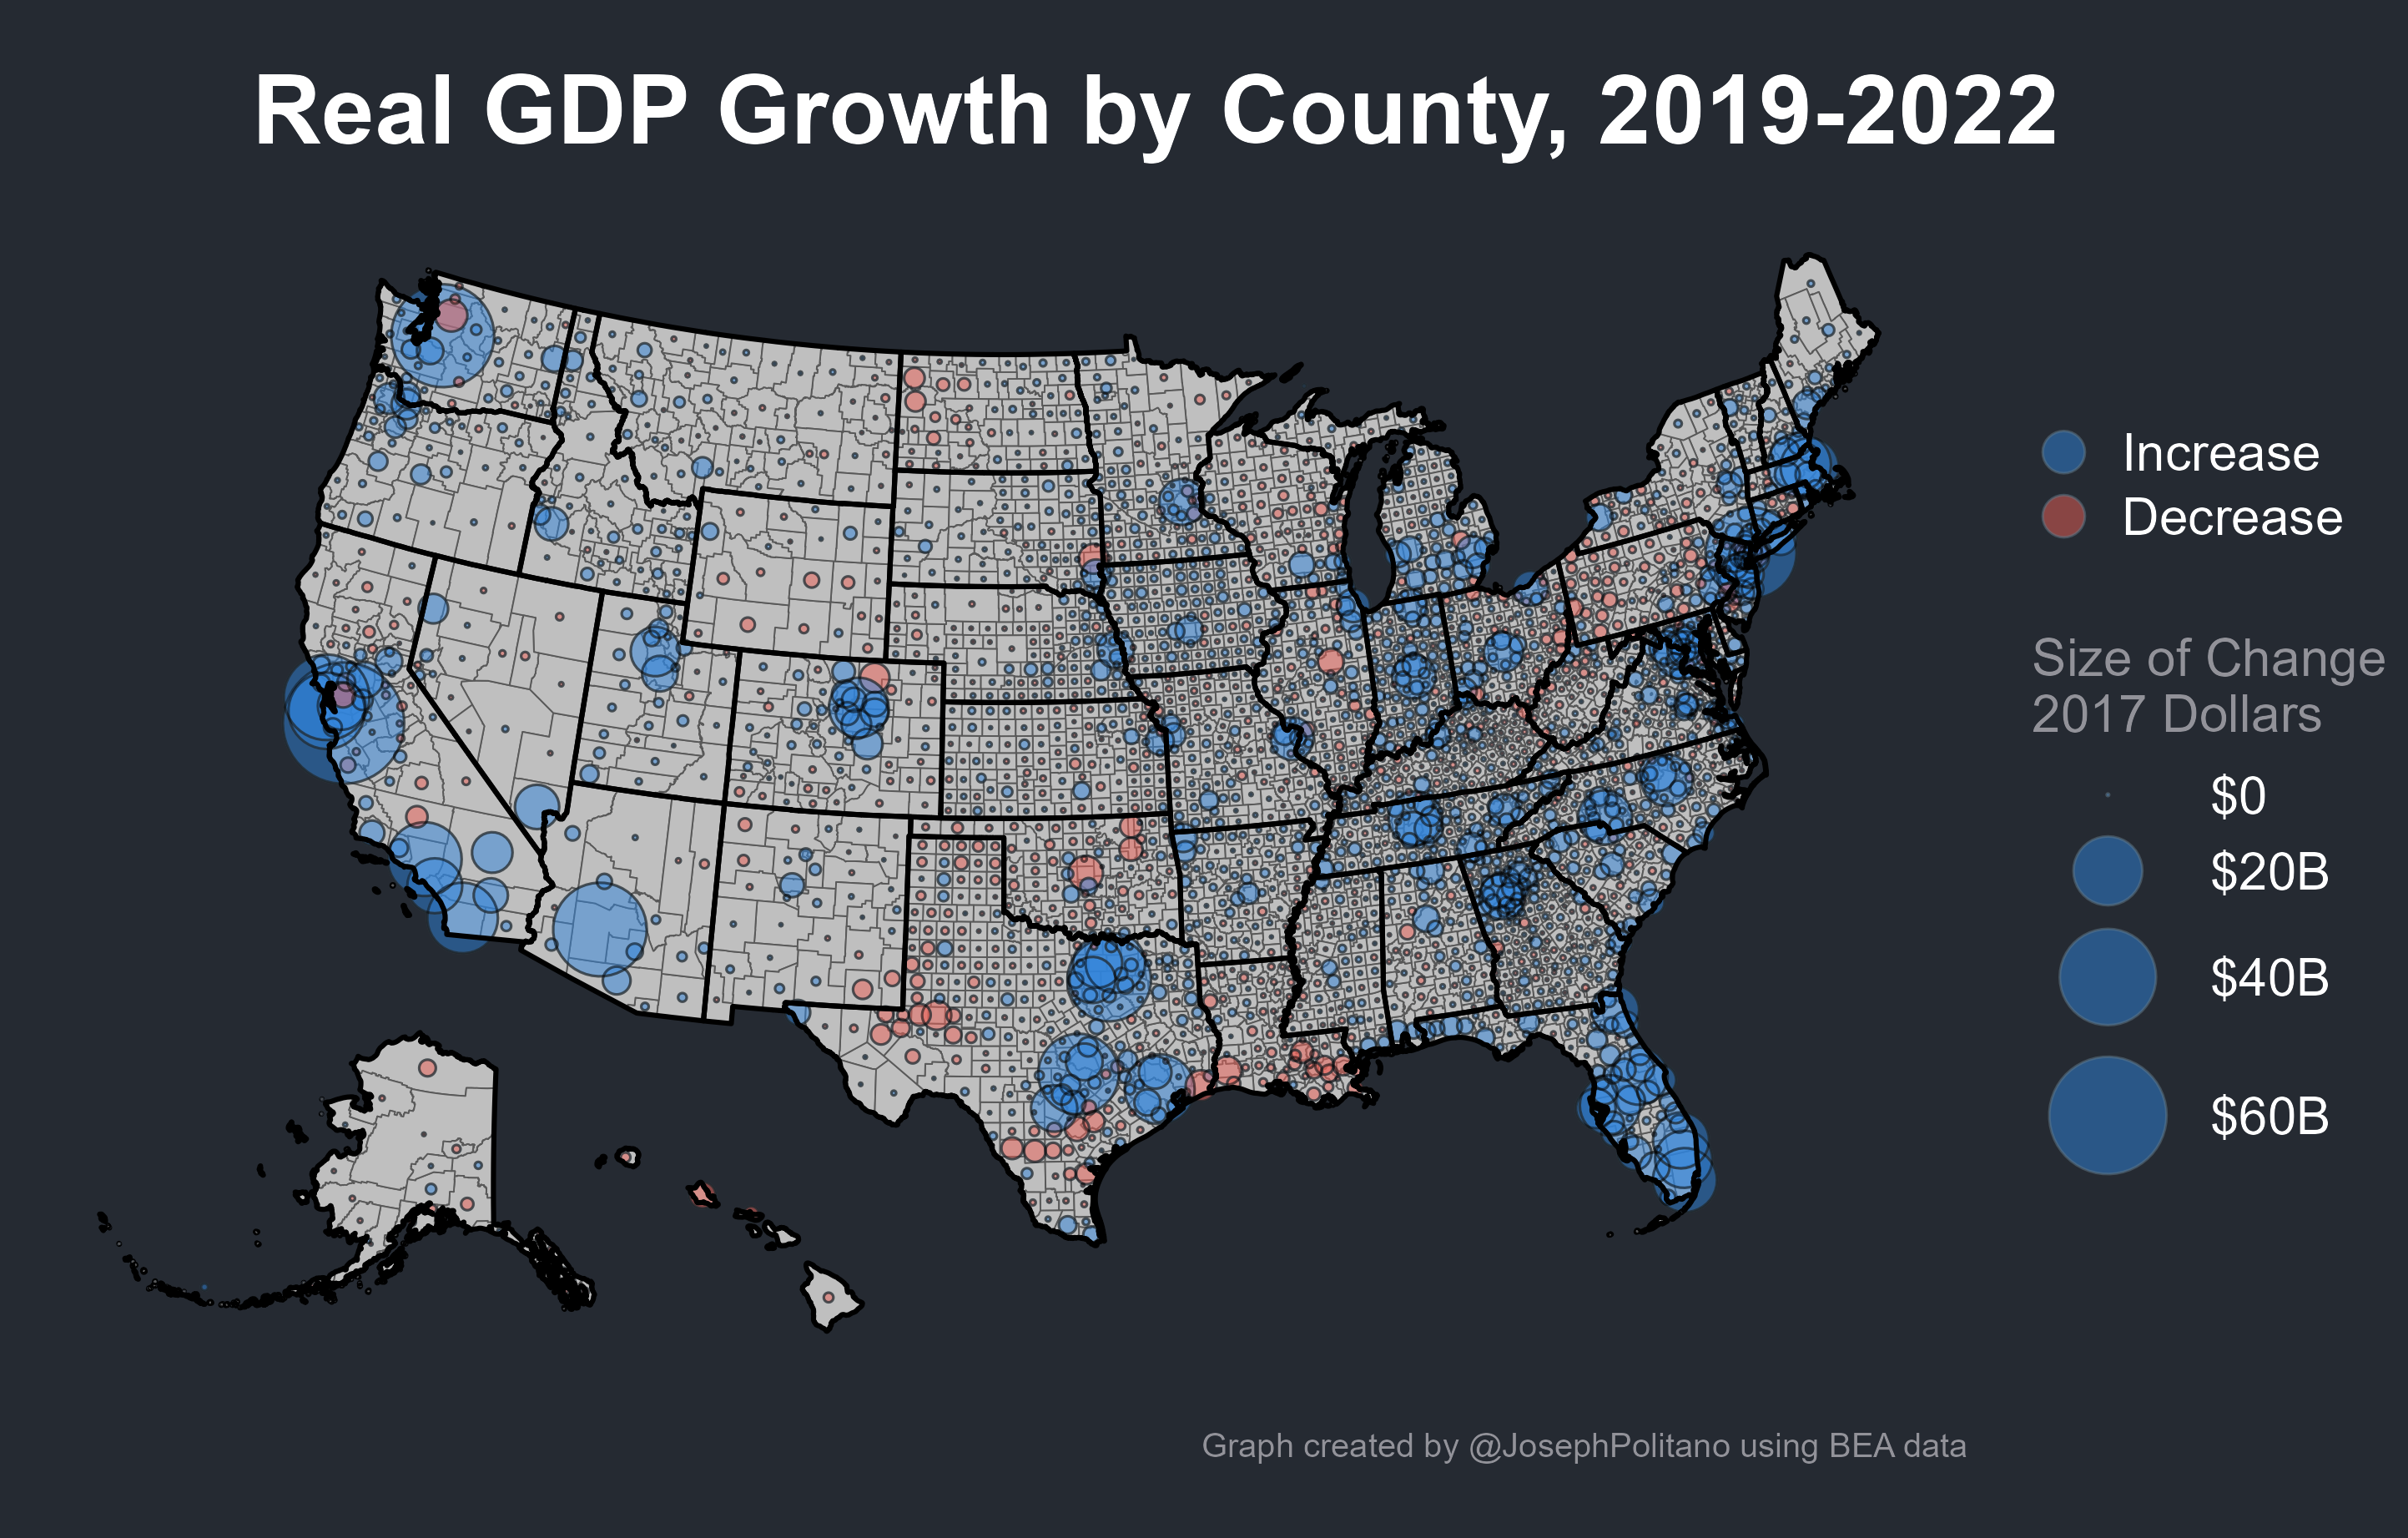 Real GDP Growth by County, 2019-2022
Increase
Decrease
Size of Change
2017 Dollars
$0
$20B
$40B
$60B
Graph created by @JosephPolitano using BEA data